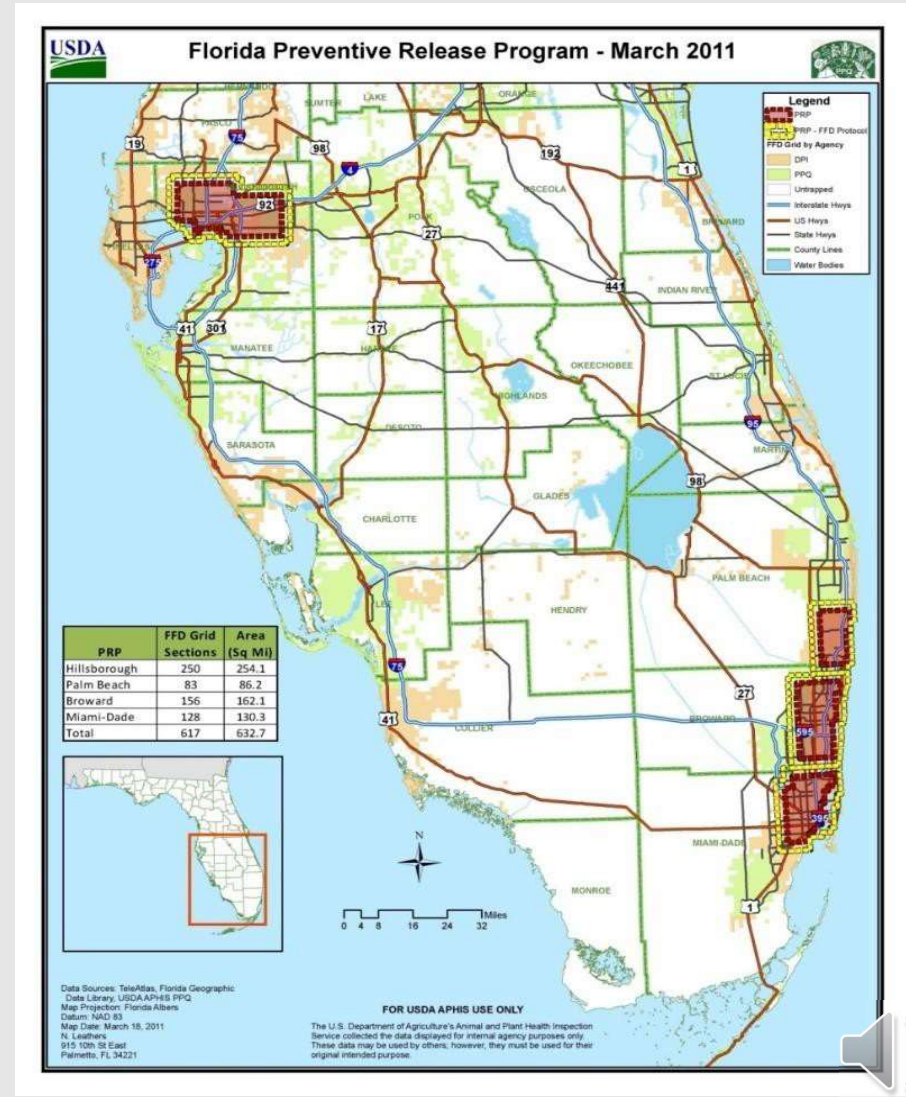 USDA
Florida Preventive Release Program - March 2011
PPQ
Legend
PRP
PRP - FFD Protocol
FFD Grid by Agency
DPI
PPQ
Untrapped
Interstate Hwys
US Hwys
State Hwys
County Lines
Water Bodies
SUMTER
LAKE
ORANGE
PASCO
19
75
98
4
192
1
OSCEOLA
92
POLK
27
BREVARD
275
441
INDIAN RIVER
41
301
17
MANATEE
HARDEE
OKEECHOBEE
ST LUCIE
HIGHLANDS
DESOTO
95
SARASOTA
MARTIN
98
GLADES
CHARLOTTE
PALM BEACH
LEE
HENDRY
75
27
41
COLLIER
BROWARD
595
395
MIAMI-DADE
MONROE
1
PRP FFD Grid Sections Area (Sq Mi)
Hillsborough 250 254.1
Palm Beach 83 86.2
Broward 156 162.1
Miami-Dade 128 130.3
Total 617 632.7
N
Miles
0 4 8 16 24 32
Data Sources: TeleAtlas, Florida Geographic
Data Library, USDA APHIS PPQ
Map Projection: Florida Albers
Datum: NAD 83
Map Date: March 18, 2011
N. Leathers
915 10th St East
Palmetto, FL 34221
FOR USDA APHIS USE ONLY
The U.S. Department of Agriculture's Animal and Plant Health Inspection
Service collected the data displayed for internal agency purposes only.
These data may be used by others; however, they must be used for their
original intended purpose.